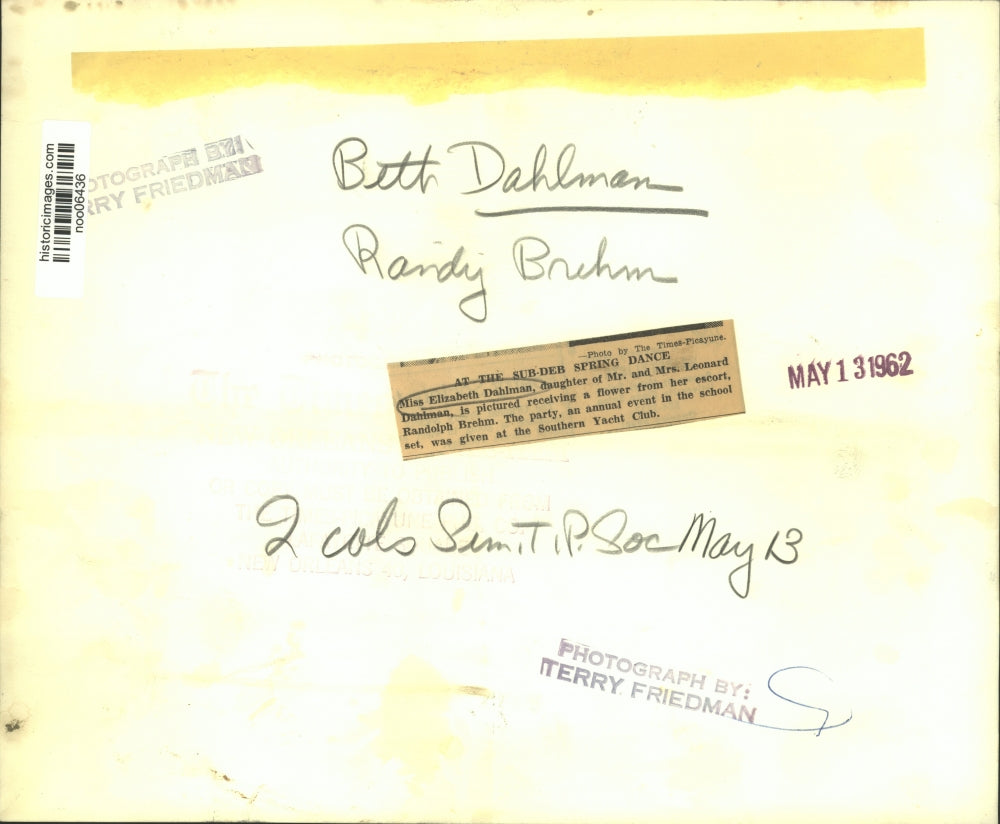 historicimages.com
noo06436
PHOTOGRAPH BY:
TERRY FRIEDMAN
Beth Dahlman
Randy Brehm
—Photo by The Times-Picayune.
AT THE SUB-DEB SPRING DANCE
Miss Elizabeth Dahlman, daughter of Mr. and Mrs. Leonard
Dahlman, is pictured receiving a flower from her escort,
Randolph Brehm. The party, an annual event in the school
set, was given at the Southern Yacht Club.
MAY 13 1962
2 cols Sun. T.P. Soc May 13
NEW ORLEANS 40, LOUISIANA
PHOTOGRAPH BY:
TERRY FRIEDMAN